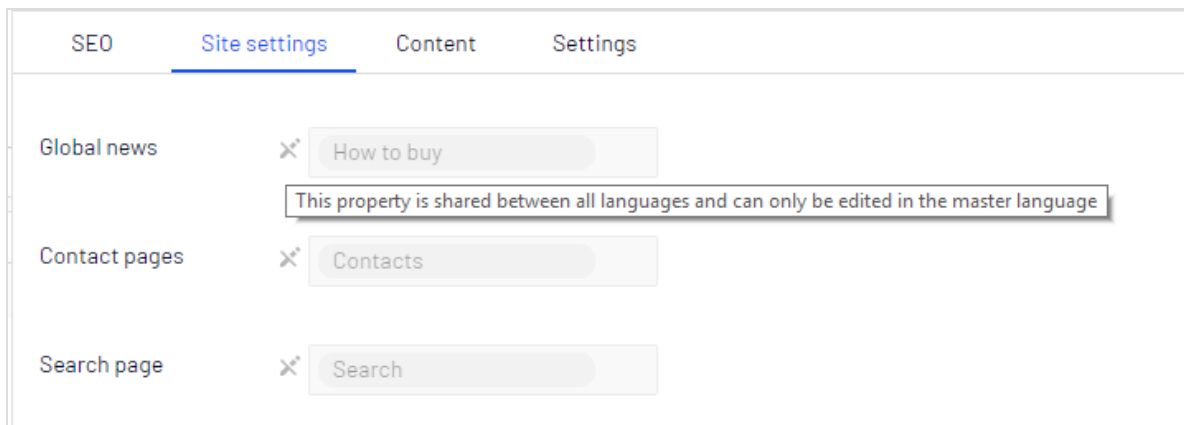 SEO Site settings Content Settings
Global news How to buy
This property is shared between all languages and can only be edited in the master language
Contact pages Contacts
Search page Search